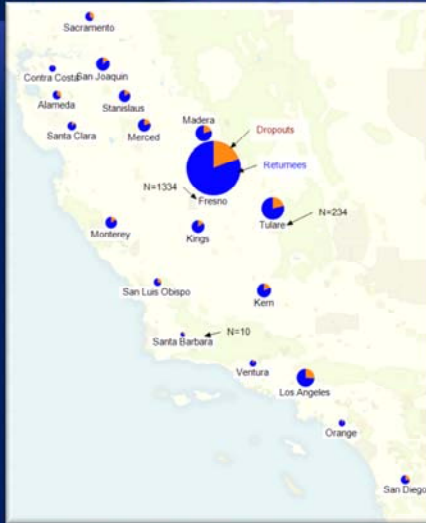 Sacramento
Contra Costa
San Joaquin
Alameda
Stanislaus
Santa Clara
Merced
Madera
Dropouts
Returnees
N=1334
Fresno
Tulare
N=234
Monterey
Kings
San Luis Obispo
Kern
Santa Barbara
N=10
Ventura
Los Angeles
Orange
San Diego